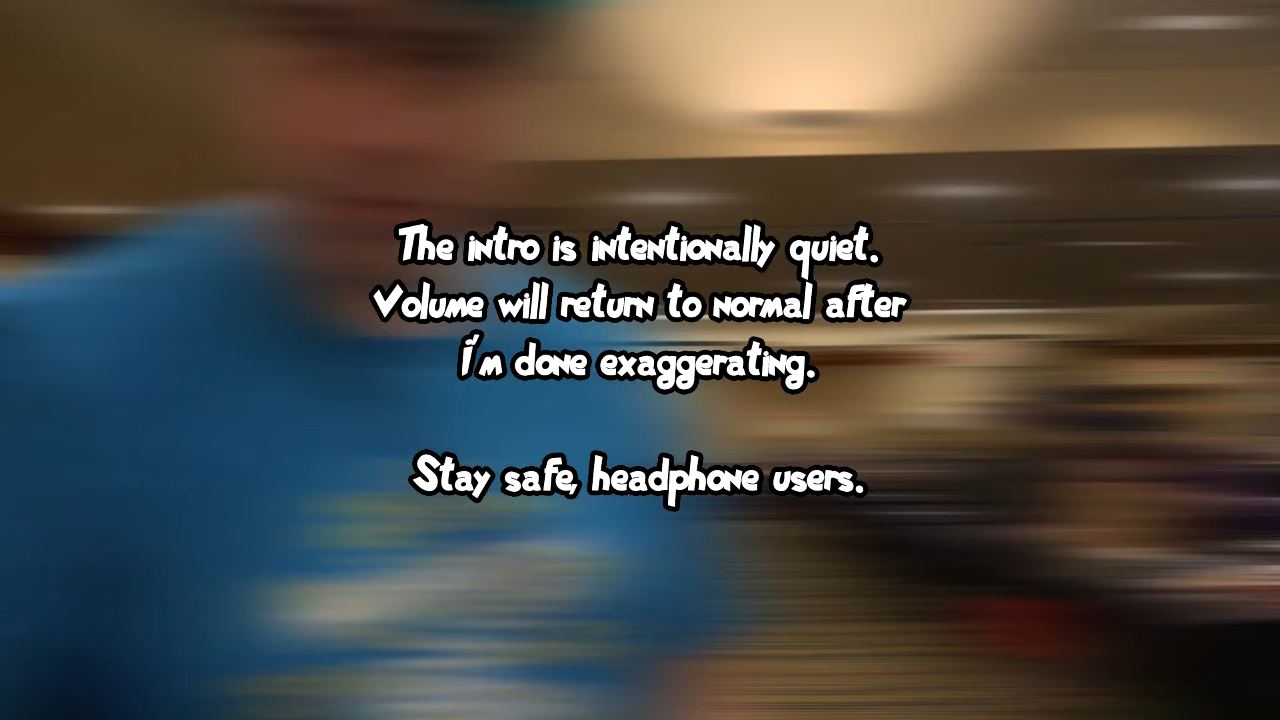 The intro is intentionally quiet.
Volume will return to normal after
I'm done exaggerating.
Stay safe, headphone users.